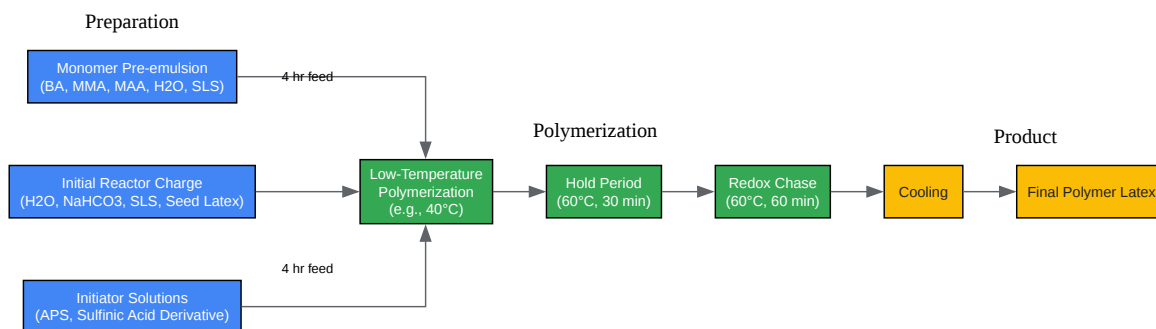 Preparation
Monomer Pre-emulsion
(BA, MMA, MAA, H2O, SLS)
4 hr feed
Polymerization
Product
Initial Reactor Charge
(H2O, NaHCO3, SLS, Seed Latex)
Low-Temperature
Polymerization
(e.g., 40°C)
Hold Period
(60°C, 30 min)
Redox Chase
(60°C, 60 min)
Cooling
Final Polymer Latex
4 hr feed
Initiator Solutions
(APS, Sulfinic Acid Derivative)